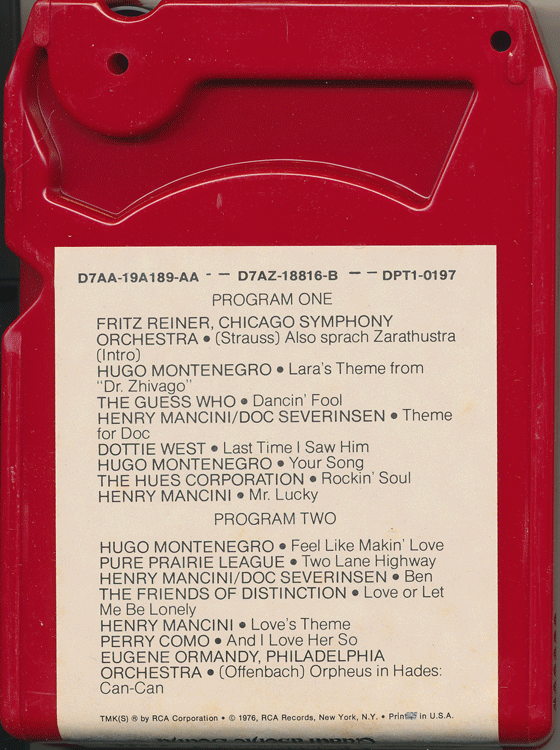 D7AA-19A189-AA - — D7AZ-18816-B — — DPT1-0197
PROGRAM ONE
FRITZ REINER, CHICAGO SYMPHONY
ORCHESTRA • (Strauss) Also sprach Zarathustra
(Intro)
HUGO MONTENEGRO • Lara's Theme from
"Dr. Zhivago"
THE GUESS WHO • Dancin' Fool
HENRY MANCINI/DOC SEVERINSEN • Theme
for Doc
DOTTIE WEST • Last Time I Saw Him
HUGO MONTENEGRO • Your Song
THE HUES CORPORATION • Rockin' Soul
HENRY MANCINI • Mr. Lucky
PROGRAM TWO
HUGO MONTENEGRO • Feel Like Makin' Love
PURE PRAIRIE LEAGUE • Two Lane Highway
HENRY MANCINI/DOC SEVERINSEN • Ben
THE FRIENDS OF DISTINCTION • Love or Let
Me Be Lonely
HENRY MANCINI • Love's Theme
PERRY COMO • And I Love Her So
EUGENE ORMANDY, PHILADELPHIA
ORCHESTRA • (Offenbach) Orpheus in Hades:
Can-Can
TMK(S) ® by RCA Corporation • © 1976, RCA Records, New York, N.Y. • Printed in U.S.A.